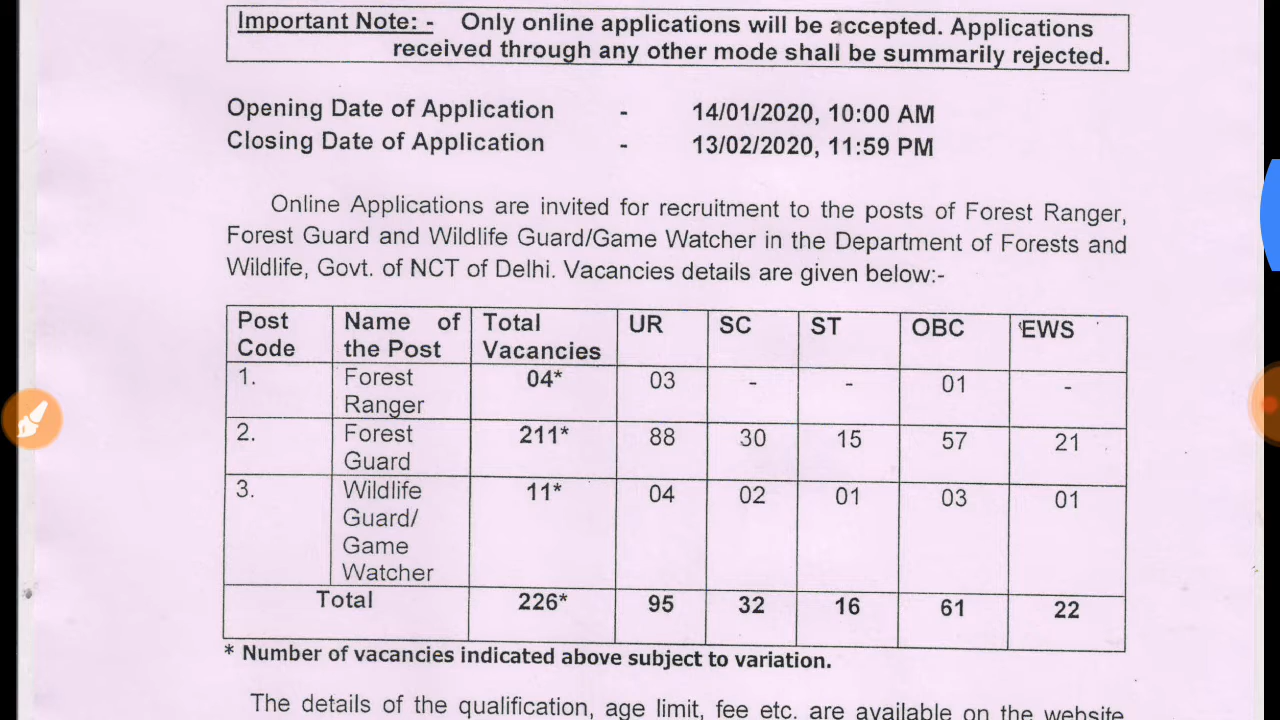 Important Note: - Only online applications will be accepted. Applications
received through any other mode shall be summarily rejected.
Opening Date of Application - 14/01/2020, 10:00 AM
Closing Date of Application - 13/02/2020, 11:59 PM
Online Applications are invited for recruitment to the posts of Forest Ranger,
Forest Guard and Wildlife Guard/Game Watcher in the Department of Forests and
Wildlife, Govt. of NCT of Delhi. Vacancies details are given below:-
Post Code Name of the Post Total Vacancies UR SC ST OBC EWS
1. Forest Ranger 04* 03 - - 01 -
2. Forest Guard 211* 88 30 15 57 21
3. Wildlife Guard/ Game Watcher 11* 04 02 01 03 01
Total 226* 95 32 16 61 22
* Number of vacancies indicated above subject to variation.
The details of the qualification, age limit, fee etc. are available on the website